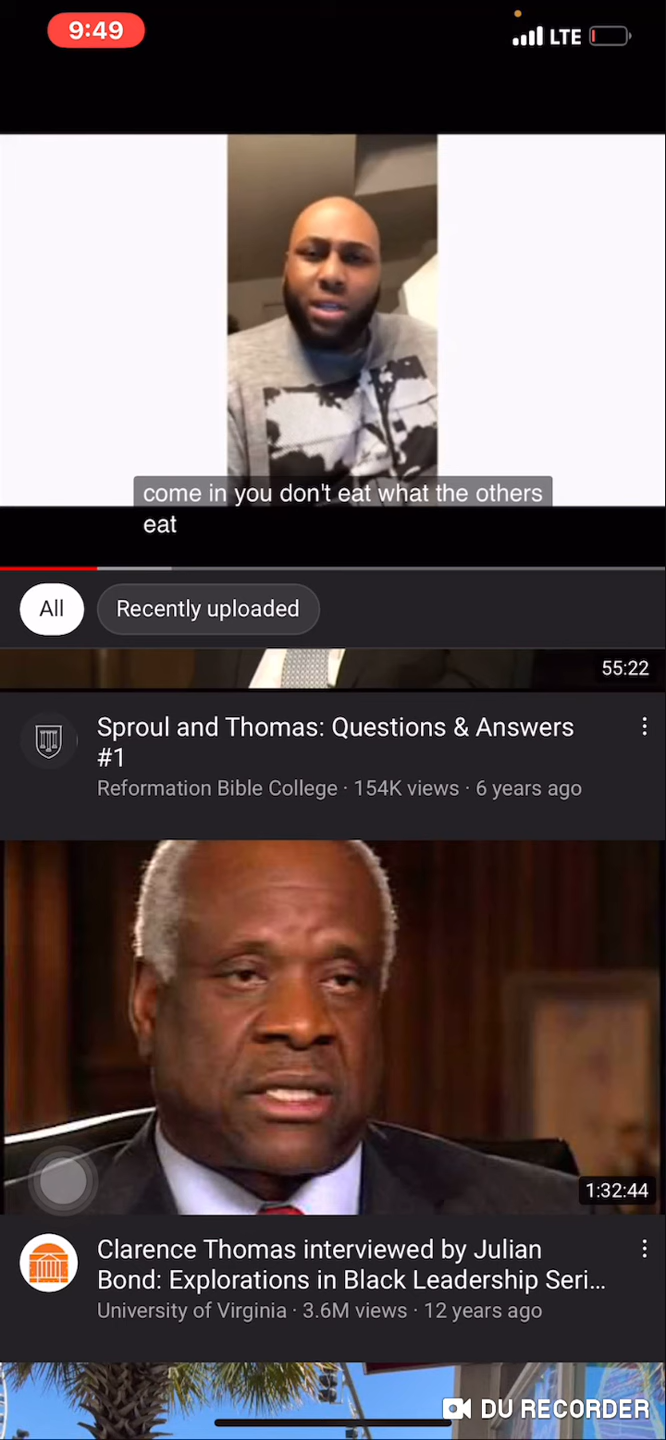 9:49
LTE
come in you don't eat what the others
eat
All
Recently uploaded
55:22
Sproul and Thomas: Questions & Answers
#1
Reformation Bible College · 154K views · 6 years ago
1:32:44
Clarence Thomas interviewed by Julian
Bond: Explorations in Black Leadership Seri...
University of Virginia · 3.6M views · 12 years ago
DU RECORDER